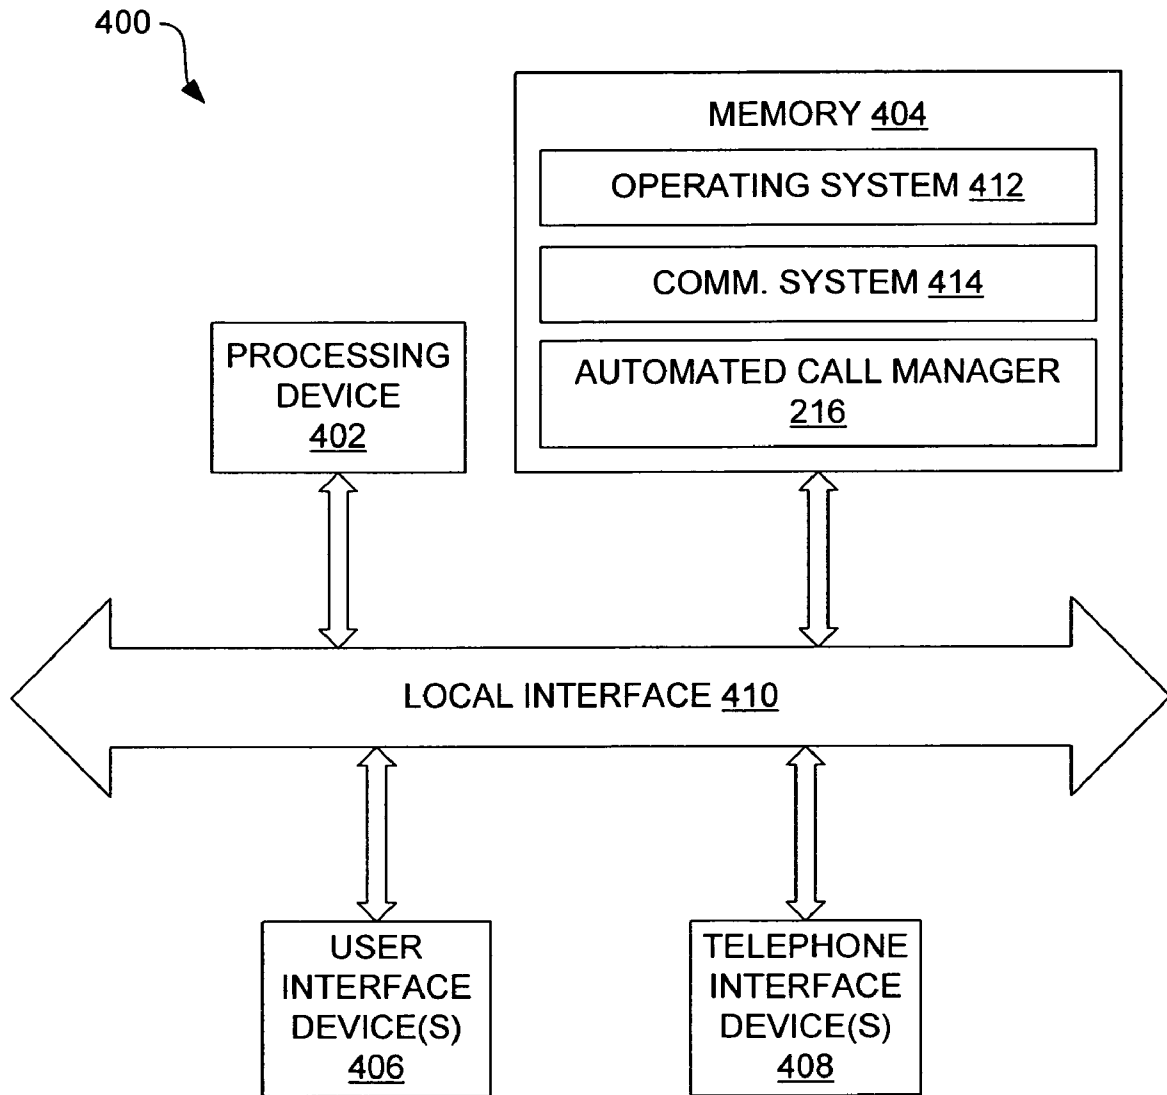 400
MEMORY 404
OPERATING SYSTEM 412
COMM. SYSTEM 414
AUTOMATED CALL MANAGER
216
PROCESSING
DEVICE
402
LOCAL INTERFACE 410
USER
INTERFACE
DEVICE(S)
406
TELEPHONE
INTERFACE
DEVICE(S)
408